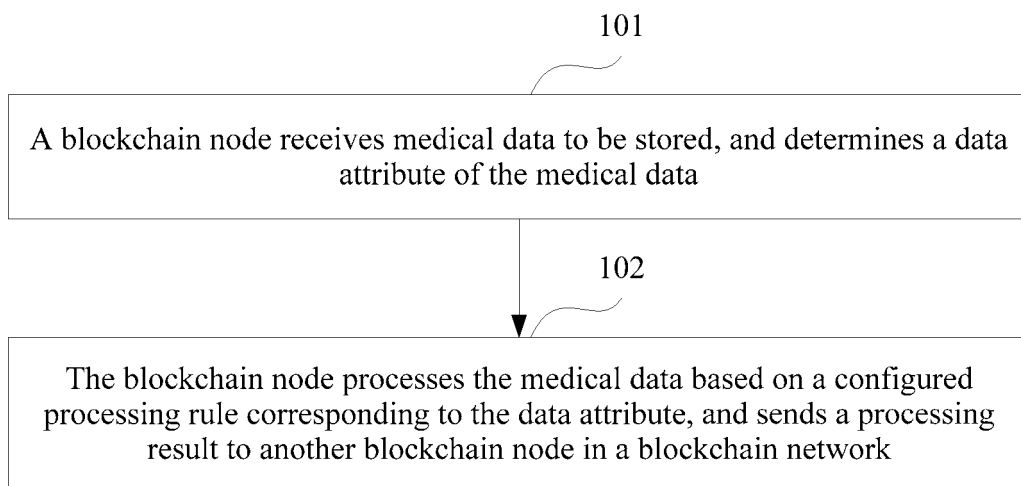 101
A blockchain node receives medical data to be stored, and determines a data
attribute of the medical data
102
The blockchain node processes the medical data based on a configured
processing rule corresponding to the data attribute, and sends a processing
result to another blockchain node in a blockchain network